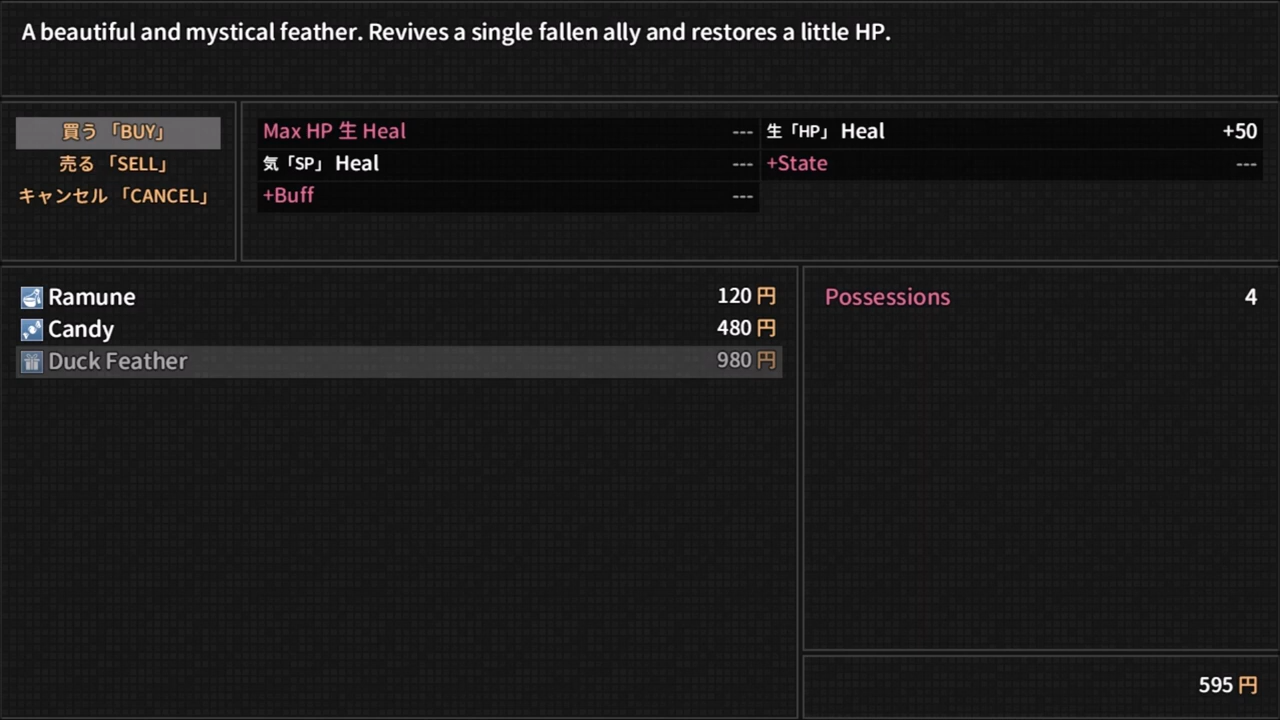 A beautiful and mystical feather. Revives a single fallen ally and restores a little HP.
買う「BUY」
売る「SELL」
キャンセル「CANCEL」
Max HP 生 Heal ---
生「HP」 Heal +50
気「SP」 Heal ---
+State ---
+Buff ---
Ramune 120 円
Candy 480 円
Duck Feather 980 円
Possessions 4
595 円